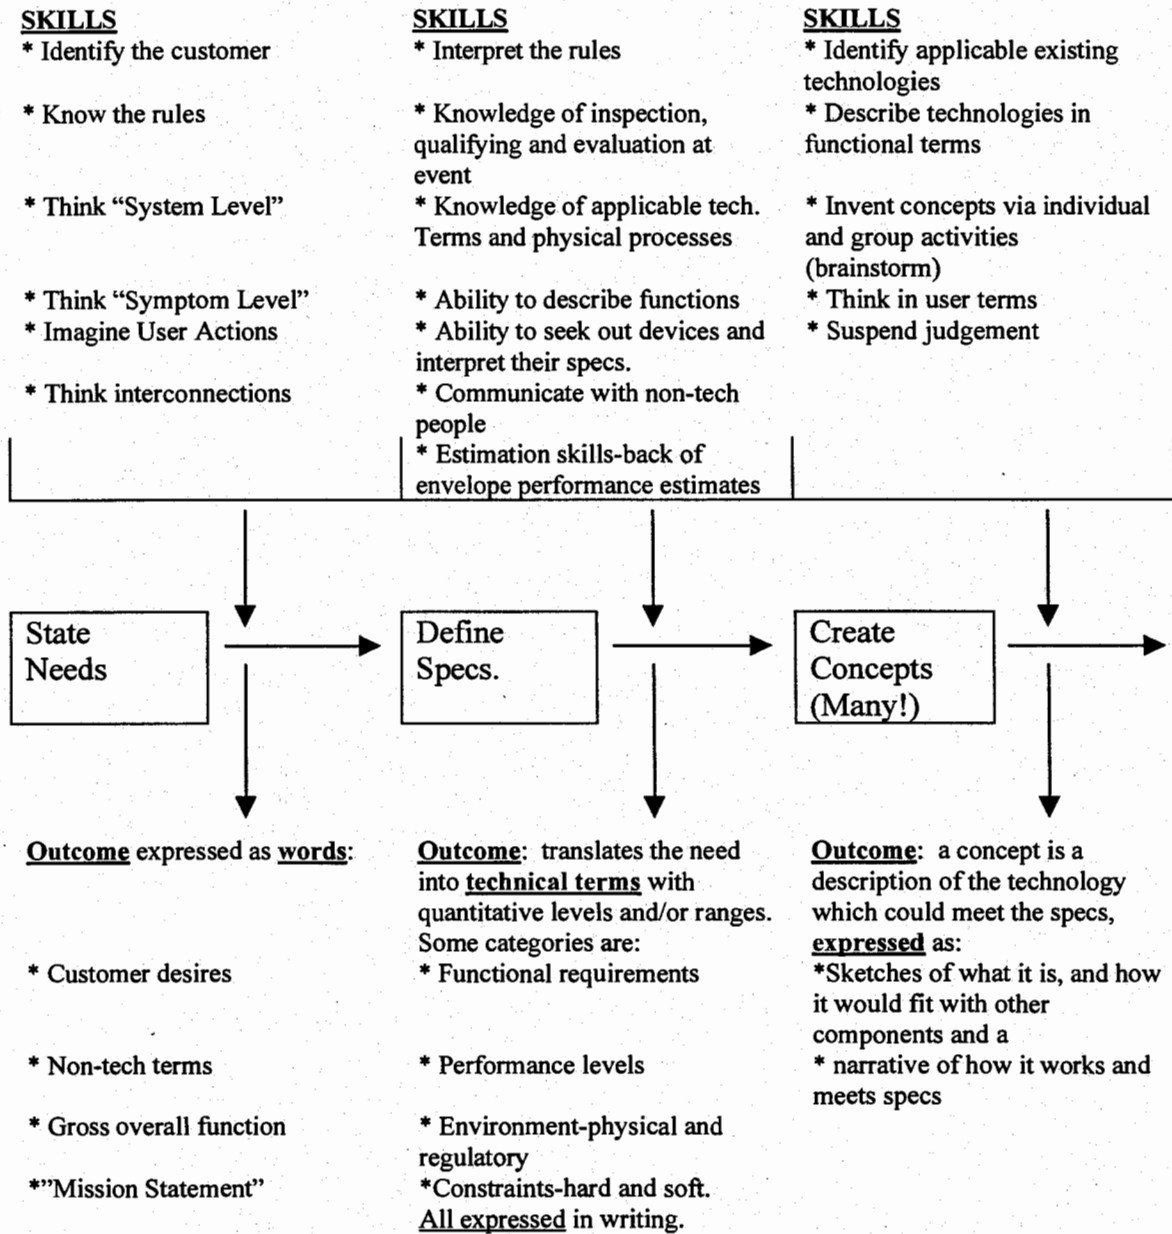 SKILLS
* Identify the customer
* Know the rules
* Think “System Level”
* Think “Symptom Level”
* Imagine User Actions
* Think interconnections
SKILLS
* Interpret the rules
* Knowledge of inspection,
qualifying and evaluation at
event
* Knowledge of applicable tech.
Terms and physical processes
* Ability to describe functions
* Ability to seek out devices and
interpret their specs.
* Communicate with non-tech
people
* Estimation skills-back of
envelope performance estimates
SKILLS
* Identify applicable existing
technologies
* Describe technologies in
functional terms
* Invent concepts via individual
and group activities
(brainstorm)
* Think in user terms
* Suspend judgement
State
Needs
Define
Specs.
Create
Concepts
(Many!)
Outcome expressed as words:
* Customer desires
* Non-tech terms
* Gross overall function
*”Mission Statement”
Outcome: translates the need
into technical terms with
quantitative levels and/or ranges.
Some categories are:
* Functional requirements
* Performance levels
* Environment-physical and
regulatory
*Constraints-hard and soft.
All expressed in writing.
Outcome: a concept is a
description of the technology
which could meet the specs,
expressed as:
*Sketches of what it is, and how
it would fit with other
components and a
* narrative of how it works and
meets specs